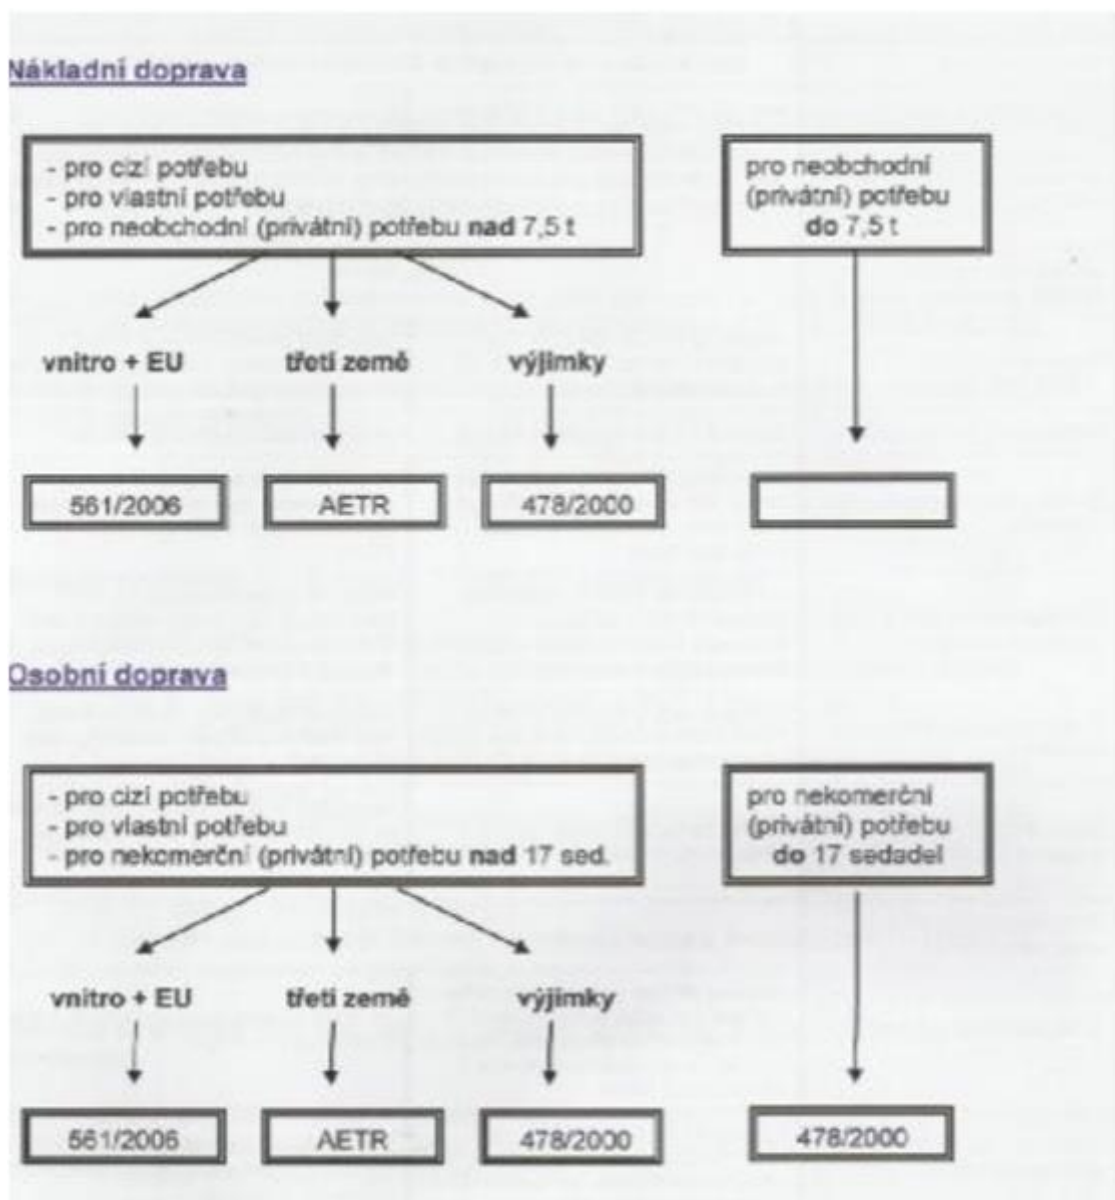 Nákladní doprava
- pro cizí potřebu
- pro vlastní potřebu
- pro neobchodní (privátní) potřebu nad 7,5 t
pro neobchodní
(privátní) potřebu
do 7,5 t
vnitro + EU
třetí země
výjimky
561/2006
AETR
478/2000
Osobní doprava
- pro cizí potřebu
- pro vlastní potřebu
- pro nekomerční (privátní) potřebu nad 17 sed.
pro nekomerční
(privátní) potřebu
do 17 sedadel
vnitro + EU
třetí země
výjimky
561/2006
AETR
478/2000
478/2000